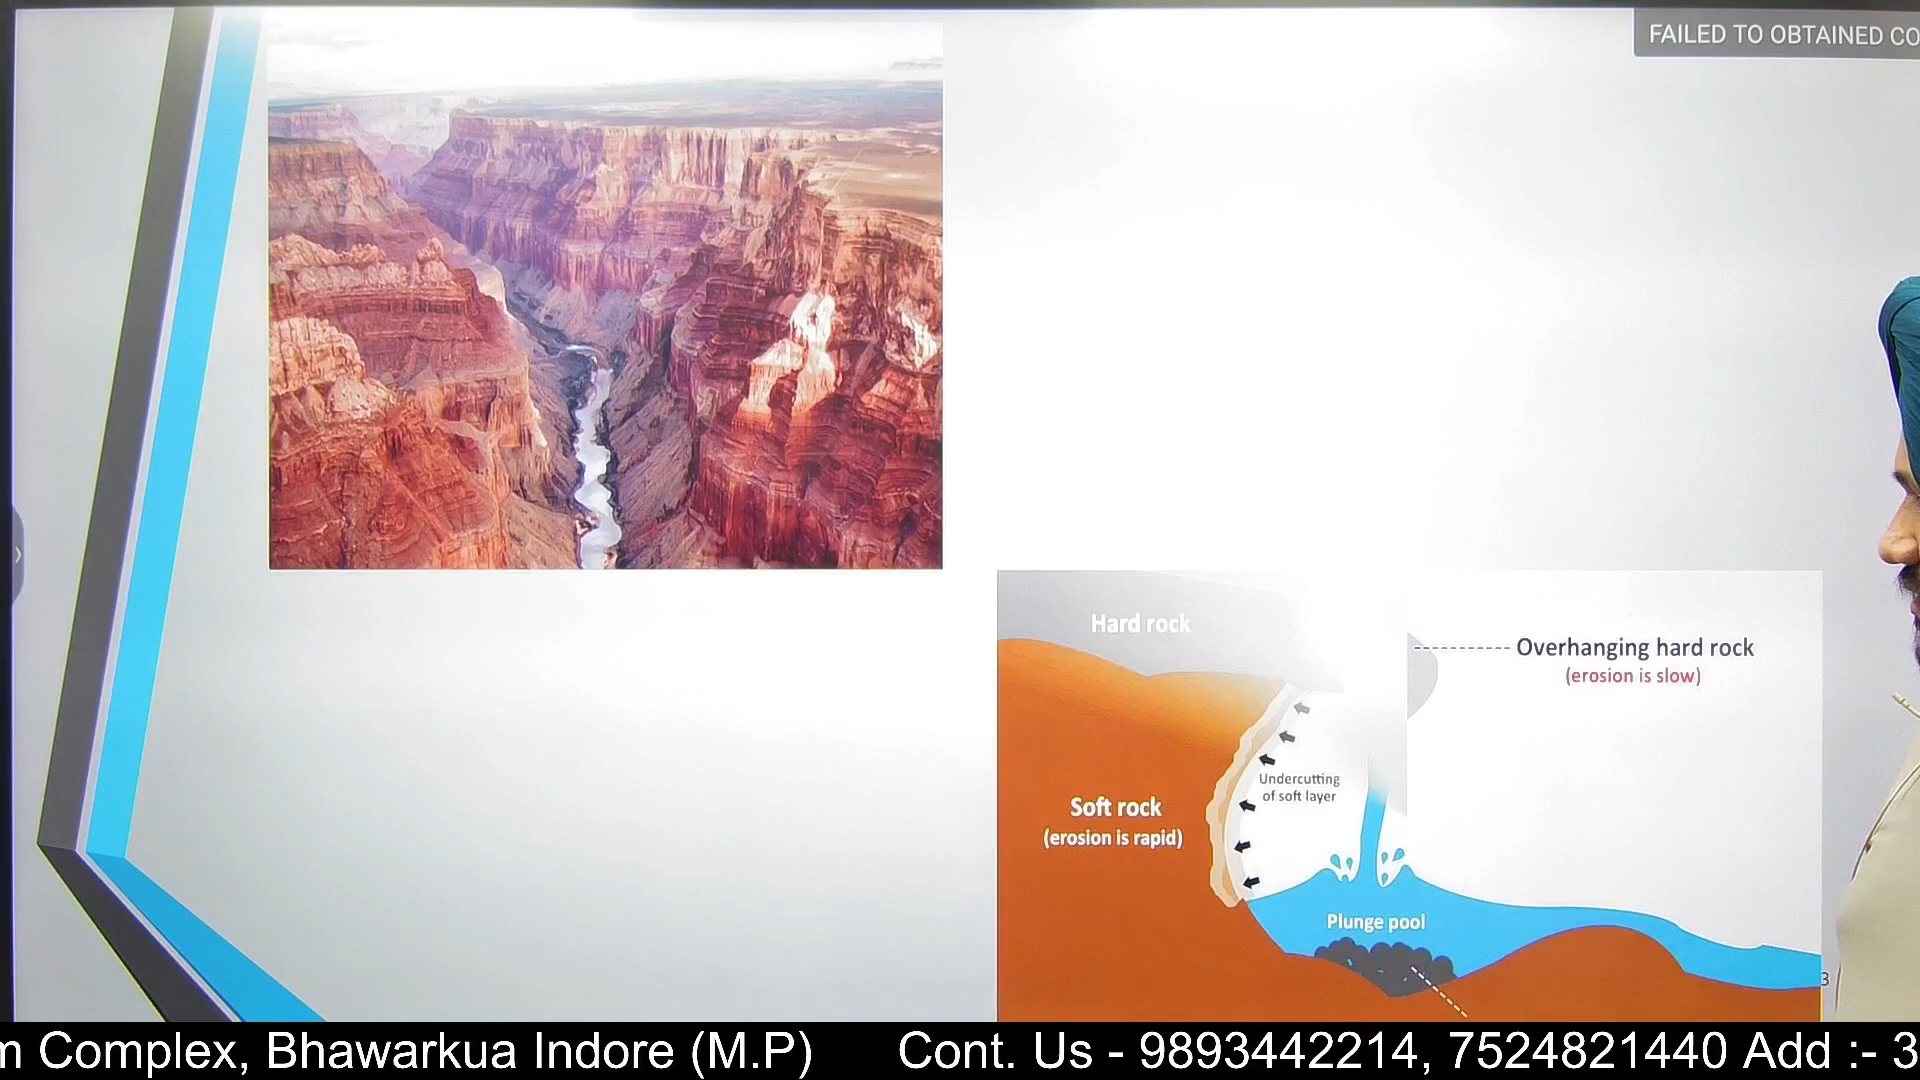 FAILED TO OBTAINED CO
Hard rock
Overhanging hard rock
(erosion is slow)
Undercutting
of soft layer
Soft rock
(erosion is rapid)
Plunge pool
3
m Complex, Bhawarkua Indore (M.P) Cont. Us - 9893442214, 7524821440 Add :- 3